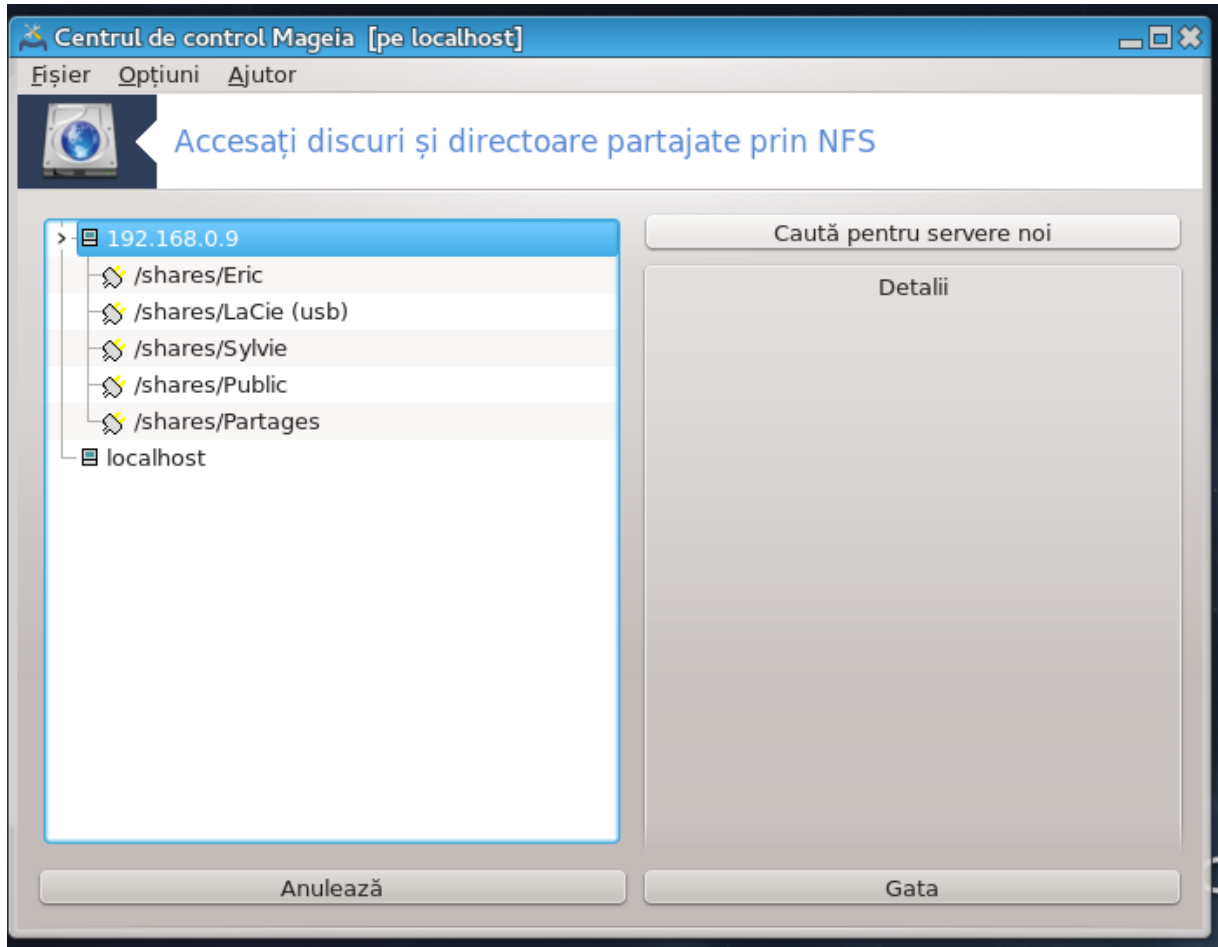 Centrul de control Mageia [pe localhost]
Fișier Opțiuni Ajutor
Accesați discuri și directoare partajate prin NFS
192.168.0.9
/shares/Eric
/shares/LaCie (usb)
/shares/Sylvie
/shares/Public
/shares/Partages
localhost
Caută pentru servere noi
Detalii
Anulează
Gata